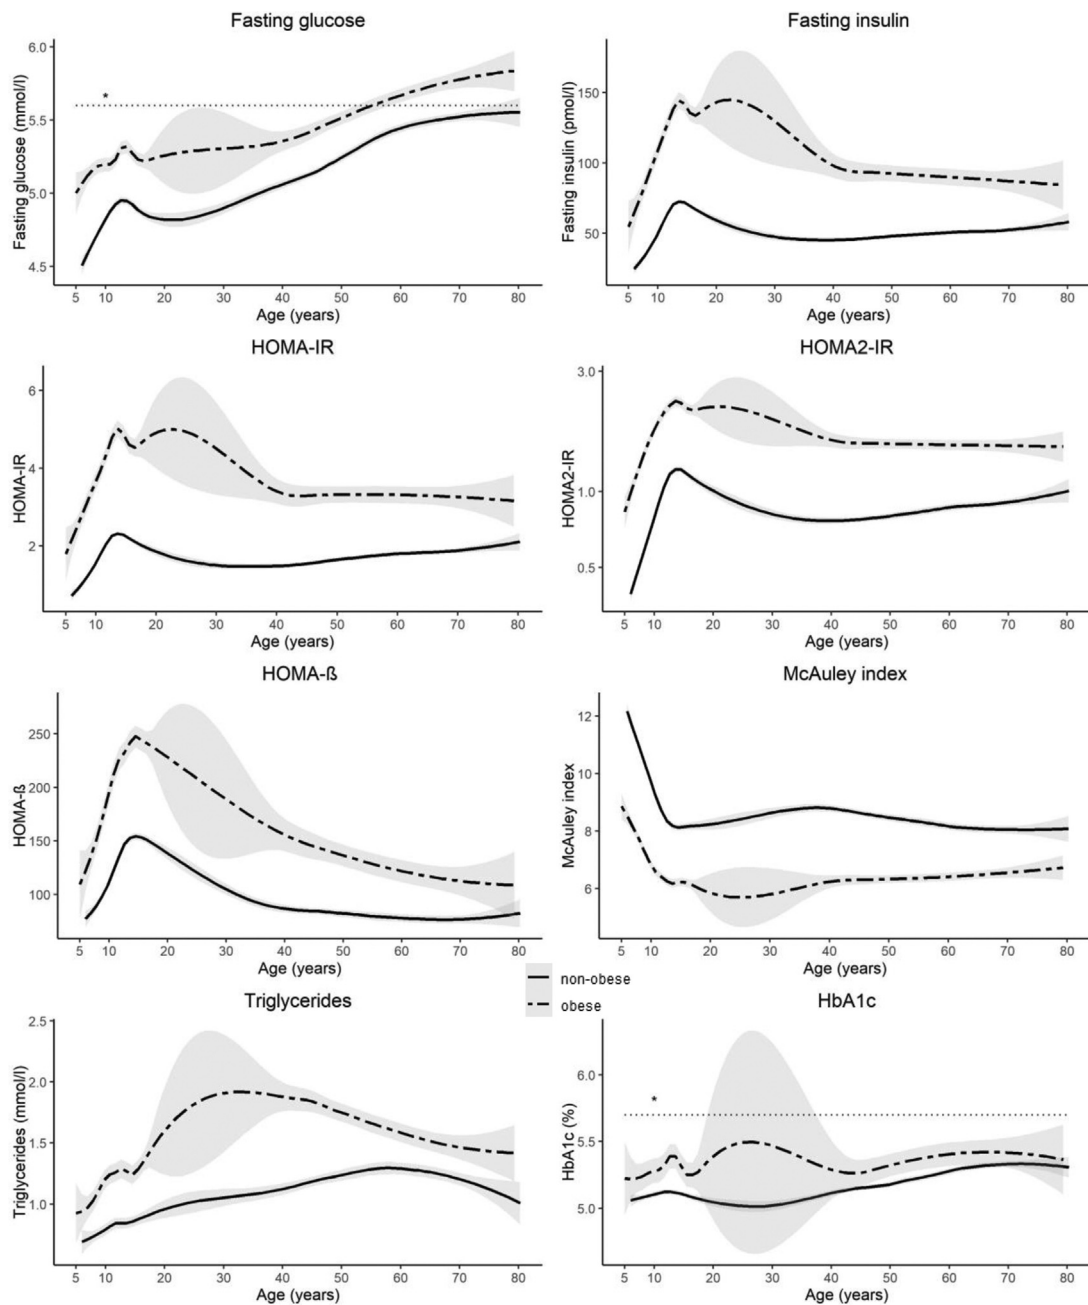 Fasting glucose
Fasting glucose (mmol/l)
6.0
5.5
5.0
4.5
*
5 10 20 30 40 50 60 70 80
Age (years)
Fasting insulin
Fasting insulin (pmol/l)
150
100
50
5 10 20 30 40 50 60 70 80
Age (years)
HOMA-IR
HOMA-IR
6
4
2
5 10 20 30 40 50 60 70 80
Age (years)
HOMA2-IR
HOMA2-IR
3.0
1.0
0.5
5 10 20 30 40 50 60 70 80
Age (years)
HOMA-ß
HOMA-ß
250
200
150
100
5 10 20 30 40 50 60 70 80
Age (years)
McAuley index
McAuley index
12
10
8
6
5 10 20 30 40 50 60 70 80
Age (years)
non-obese
obese
Triglycerides
Triglycerides (mmol/l)
2.5
2.0
1.5
1.0
5 10 20 30 40 50 60 70 80
Age (years)
HbA1c
HbA1c (%)
6.0
5.5
5.0
*
5 10 20 30 40 50 60 70 80
Age (years)